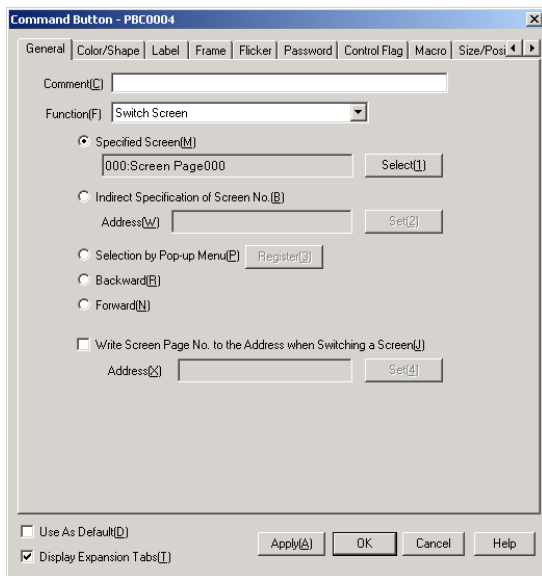 Command Button - PBC0004
General Color/Shape Label Frame Flicker Password Control Flag Macro Size/Posi
Comment(C)
Function(F) Switch Screen
Specified Screen(M)
000:Screen Page000 Select(1)
Indirect Specification of Screen No.(B)
Address(W) Set(2)
Selection by Pop-up Menu(P) Register(3)
Backward(R)
Forward(N)
Write Screen Page No. to the Address when Switching a Screen(J)
Address(X) Set(4)
Use As Default(D)
Display Expansion Tabs(T)
Apply(A) OK Cancel Help